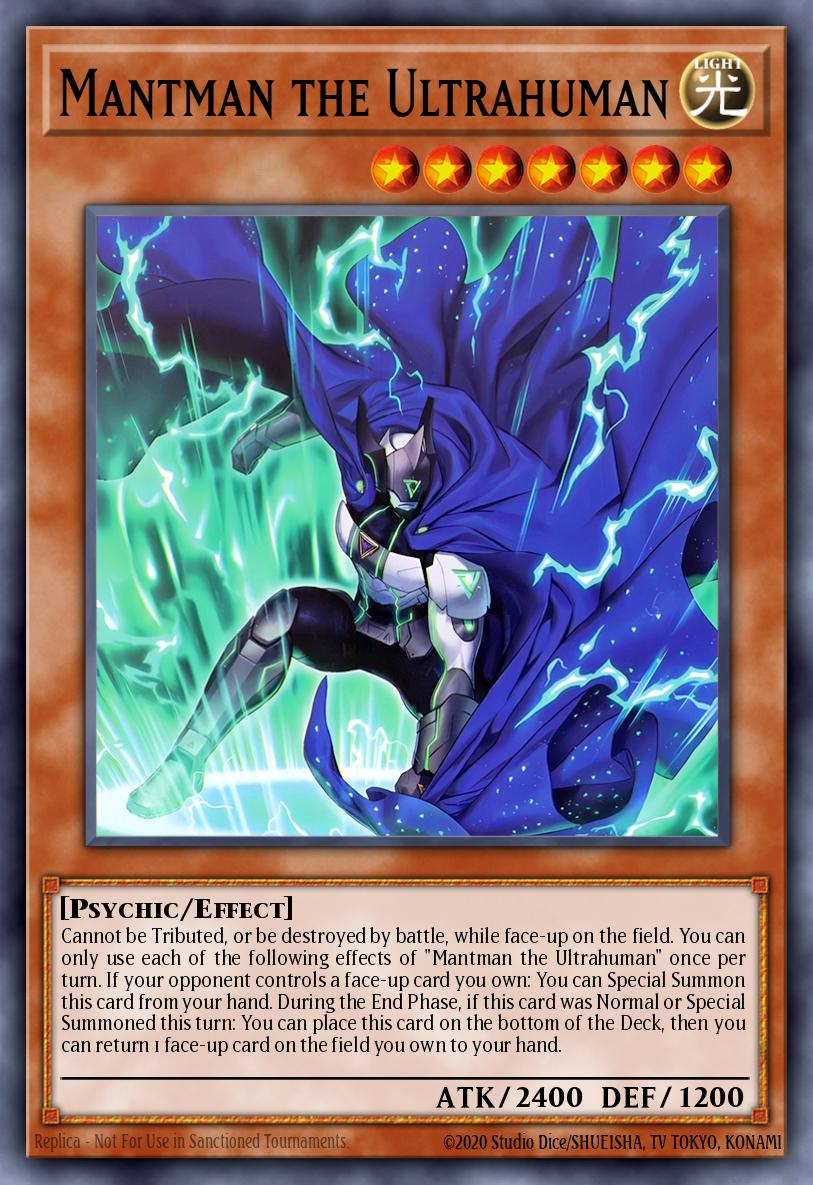 Mantman the Ultrahuman
LIGHT
光
[Psychic/Effect]
Cannot be Tributed, or be destroyed by battle, while face-up on the field. You can
only use each of the following effects of "Mantman the Ultrahuman" once per
turn. If your opponent controls a face-up card you own: You can Special Summon
this card from your hand. During the End Phase, if this card was Normal or Special
Summoned this turn: You can place this card on the bottom of the Deck, then you
can return 1 face-up card on the field you own to your hand.
ATK/2400 DEF/1200
Replica - Not For Use in Sanctioned Tournaments.
©2020 Studio Dice/SHUEISHA, TV TOKYO, KONAMI